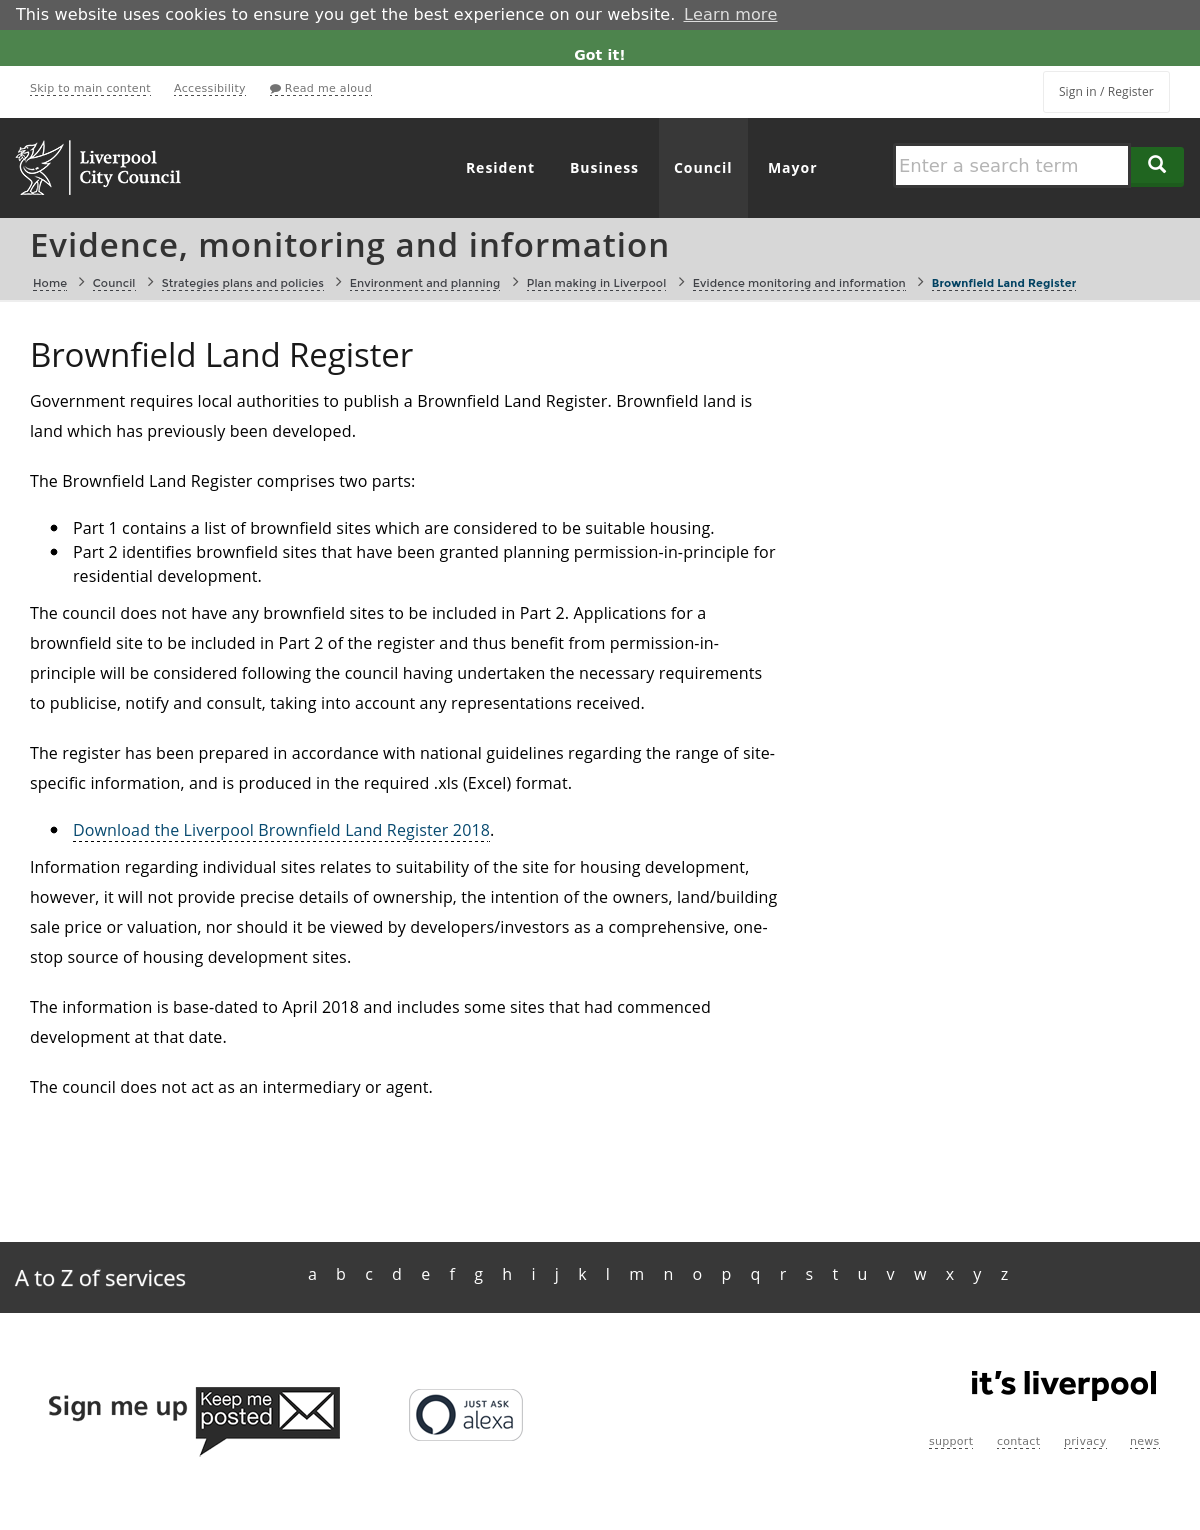 This website uses cookies to ensure you get the best experience on our website. Learn more
Got it!
Skip to main content Accessibility Read me aloud Sign in / Register
Liverpool
City Council
Resident Business Council Mayor Enter a search term
Evidence, monitoring and information
Home > Council > Strategies plans and policies > Environment and planning > Plan making in Liverpool > Evidence monitoring and information > Brownfield Land Register
Brownfield Land Register
Government requires local authorities to publish a Brownfield Land Register. Brownfield land is
land which has previously been developed.
The Brownfield Land Register comprises two parts:
• Part 1 contains a list of brownfield sites which are considered to be suitable housing.
• Part 2 identifies brownfield sites that have been granted planning permission-in-principle for
residential development.
The council does not have any brownfield sites to be included in Part 2. Applications for a
brownfield site to be included in Part 2 of the register and thus benefit from permission-in-
principle will be considered following the council having undertaken the necessary requirements
to publicise, notify and consult, taking into account any representations received.
The register has been prepared in accordance with national guidelines regarding the range of site-
specific information, and is produced in the required .xls (Excel) format.
• Download the Liverpool Brownfield Land Register 2018.
Information regarding individual sites relates to suitability of the site for housing development,
however, it will not provide precise details of ownership, the intention of the owners, land/building
sale price or valuation, nor should it be viewed by developers/investors as a comprehensive, one-
stop source of housing development sites.
The information is base-dated to April 2018 and includes some sites that had commenced
development at that date.
The council does not act as an intermediary or agent.
A to Z of services a b c d e f g h i j k l m n o p q r s t u v w x y z
Sign me up Keep me
posted
JUST ASK
alexa
it's liverpool
support contact privacy news